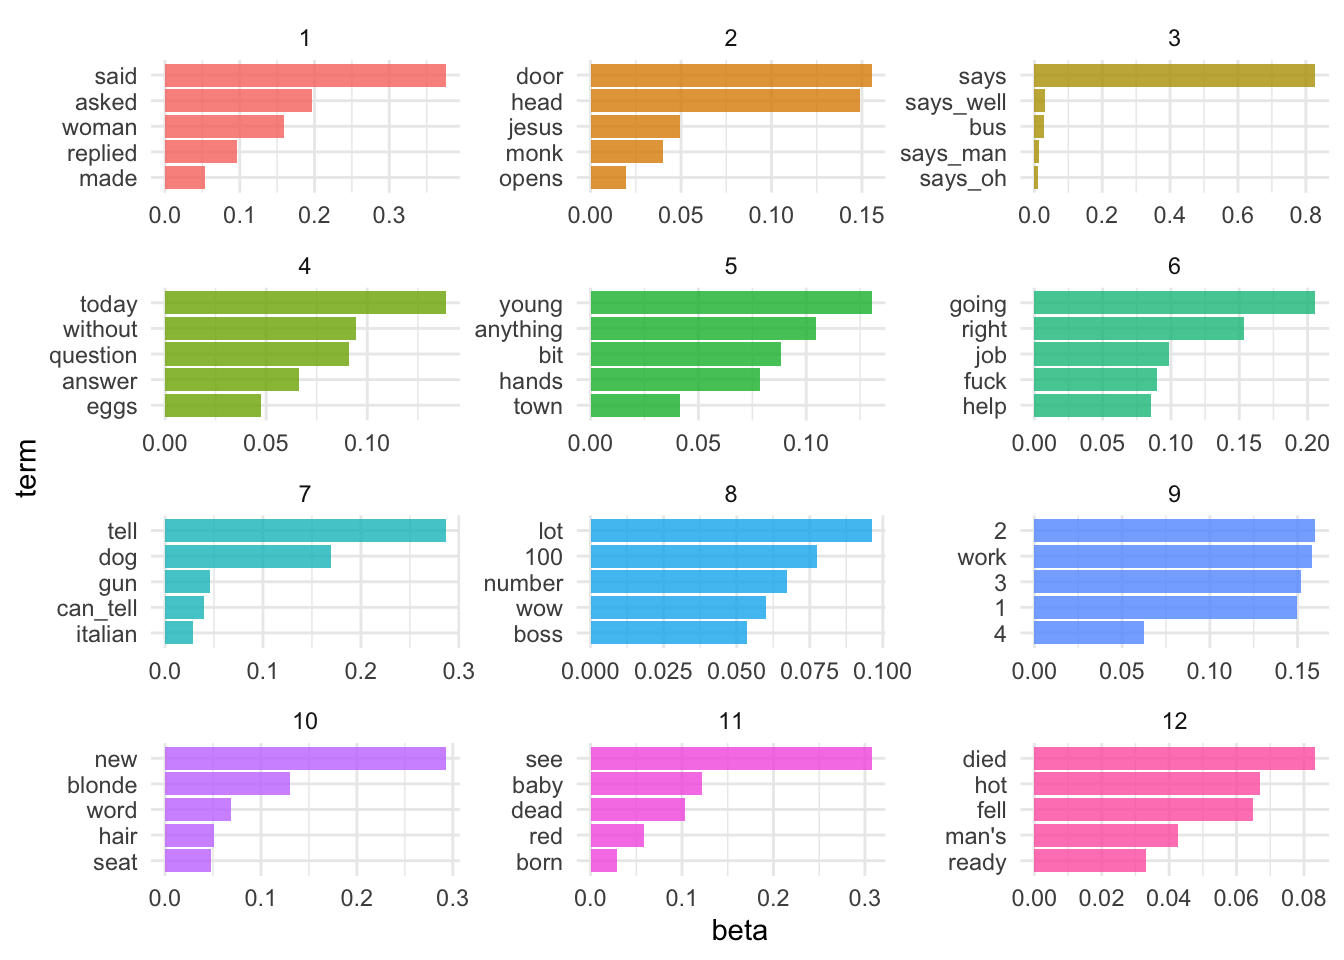 1
said
asked
woman
replied
made
0.0 0.1 0.2 0.3
2
door
head
jesus
monk
opens
0.00 0.05 0.10 0.15
3
says
says_well
bus
says_man
says_oh
0.0 0.2 0.4 0.6 0.8
4
today
without
question
answer
eggs
0.00 0.05 0.10
5
young
anything
bit
hands
town
0.00 0.05 0.10
6
going
right
job
fuck
help
0.00 0.05 0.10 0.15 0.20
term
7
tell
dog
gun
can_tell
italian
0.0 0.1 0.2 0.3
8
lot
100
number
wow
boss
0.000 0.025 0.050 0.075 0.100
9
2
work
3
1
4
0.00 0.05 0.10 0.15
10
new
blonde
word
hair
seat
0.0 0.1 0.2 0.3
11
see
baby
dead
red
born
0.0 0.1 0.2 0.3
12
died
hot
fell
man's
ready
0.00 0.02 0.04 0.06 0.08
beta